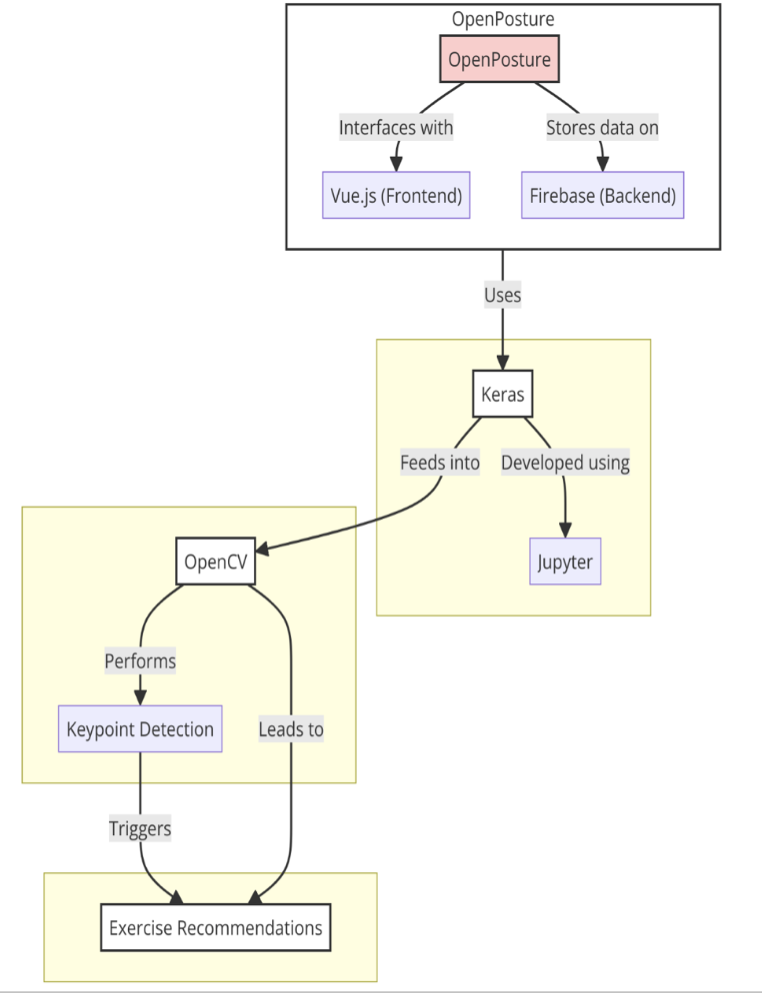 OpenPosture
OpenPosture
Interfaces with
Stores data on
Vue.js (Frontend)
Firebase (Backend)
Uses
Keras
Feeds into
Developed using
OpenCV
Jupyter
Performs
Keypoint Detection
Leads to
Triggers
Exercise Recommendations